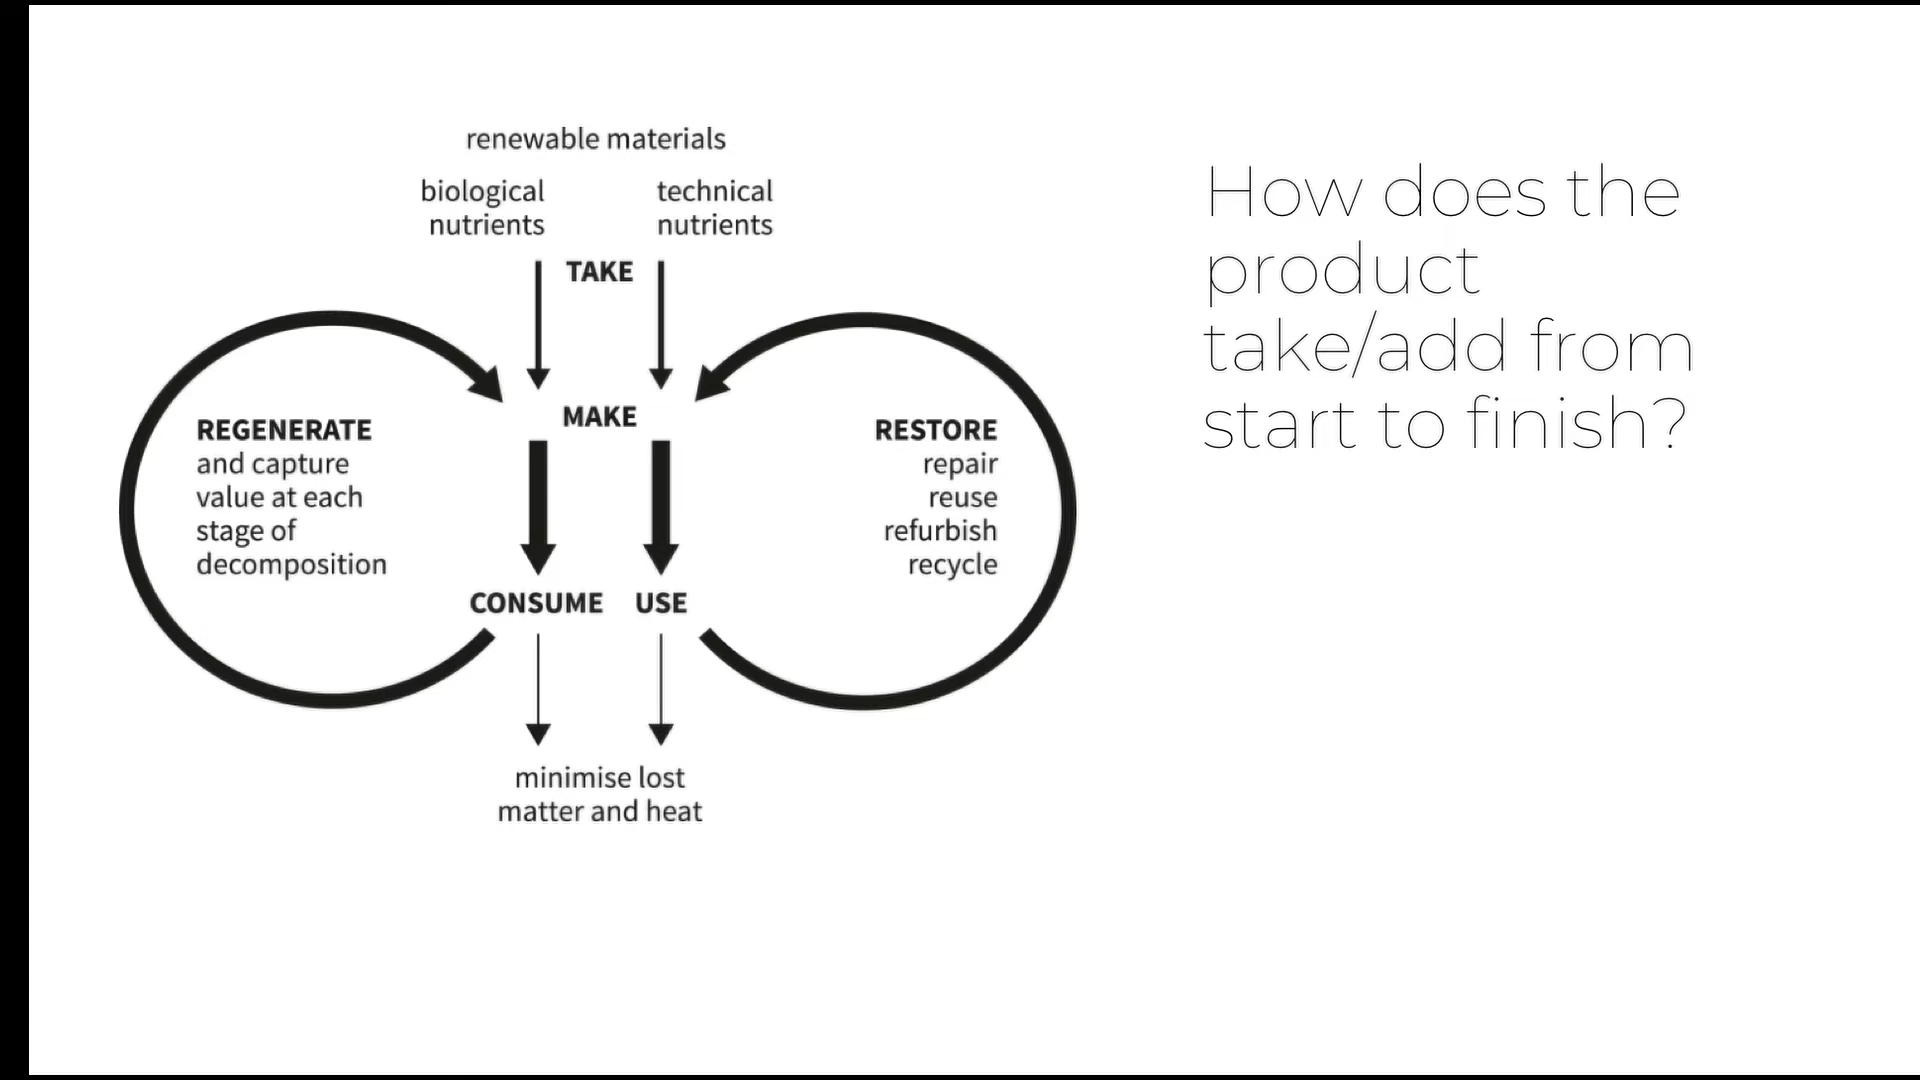 renewable materials
biological
nutrients
technical
nutrients
TAKE
MAKE
REGENERATE
and capture
value at each
stage of
decomposition
RESTORE
repair
reuse
refurbish
recycle
CONSUME
USE
minimise lost
matter and heat
How does the
product
take/add from
start to finish?